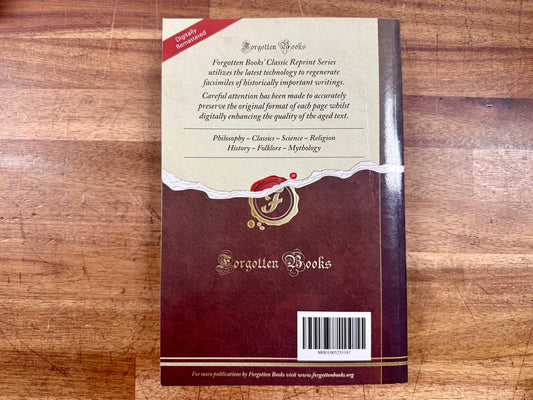 Digitally
Remastered
Forgotten Books
Forgotten Books' Classic Reprint Series
utilizes the latest technology to regenerate
facsimiles of historically important writings.
Careful attention has been made to accurately
preserve the original format of each page whilst
digitally enhancing the quality of the aged text.
Philosophy ~ Classics ~ Science ~ Religion
History ~ Folklore ~ Mythology
F
Forgotten Books
For more publications by Forgotten Books visit www.forgottenbooks.org